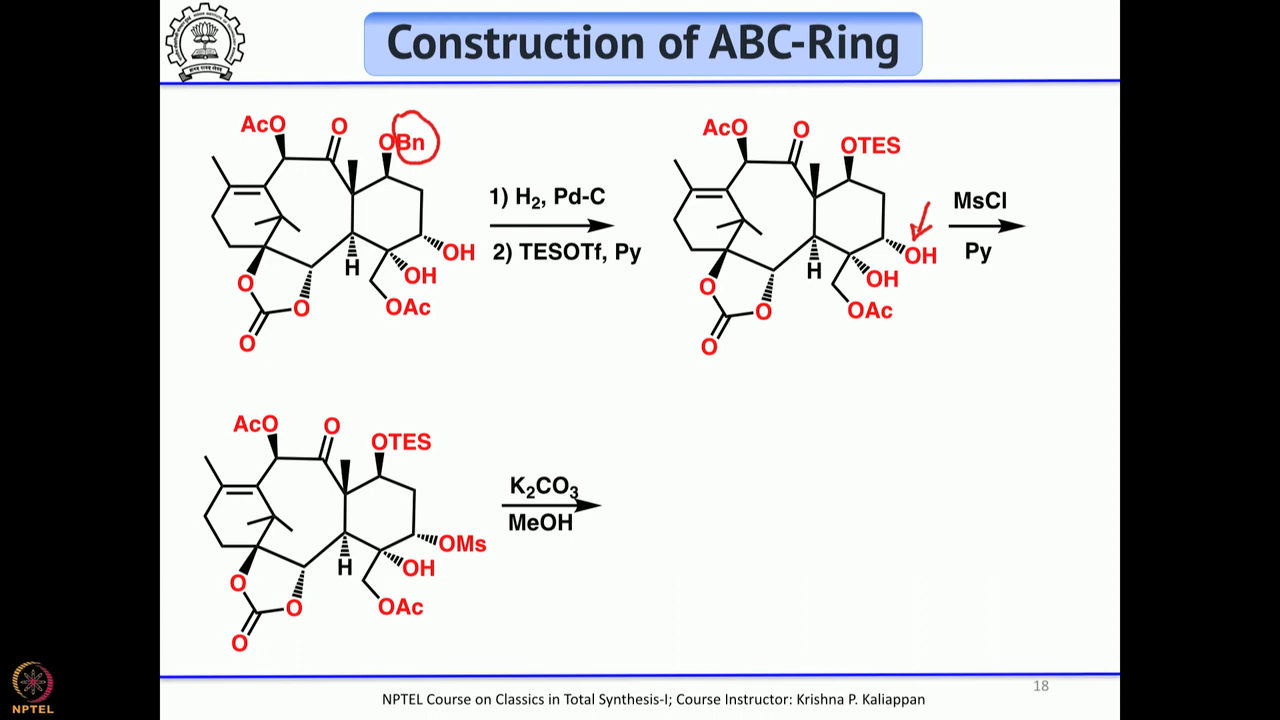 Construction of ABC-Ring
AcO O OBn
OH
OH
H
OAc
O
O
O
1) H2, Pd-C
2) TESOTf, Py
AcO O OTES
OH
OH
H
OAc
O
O
O
MsCl
Py
AcO O OTES
OMs
OH
H
OAc
O
O
O
K2CO3
MeOH
18
NPTEL Course on Classics in Total Synthesis-I; Course Instructor: Krishna P. Kaliappan
NPTEL